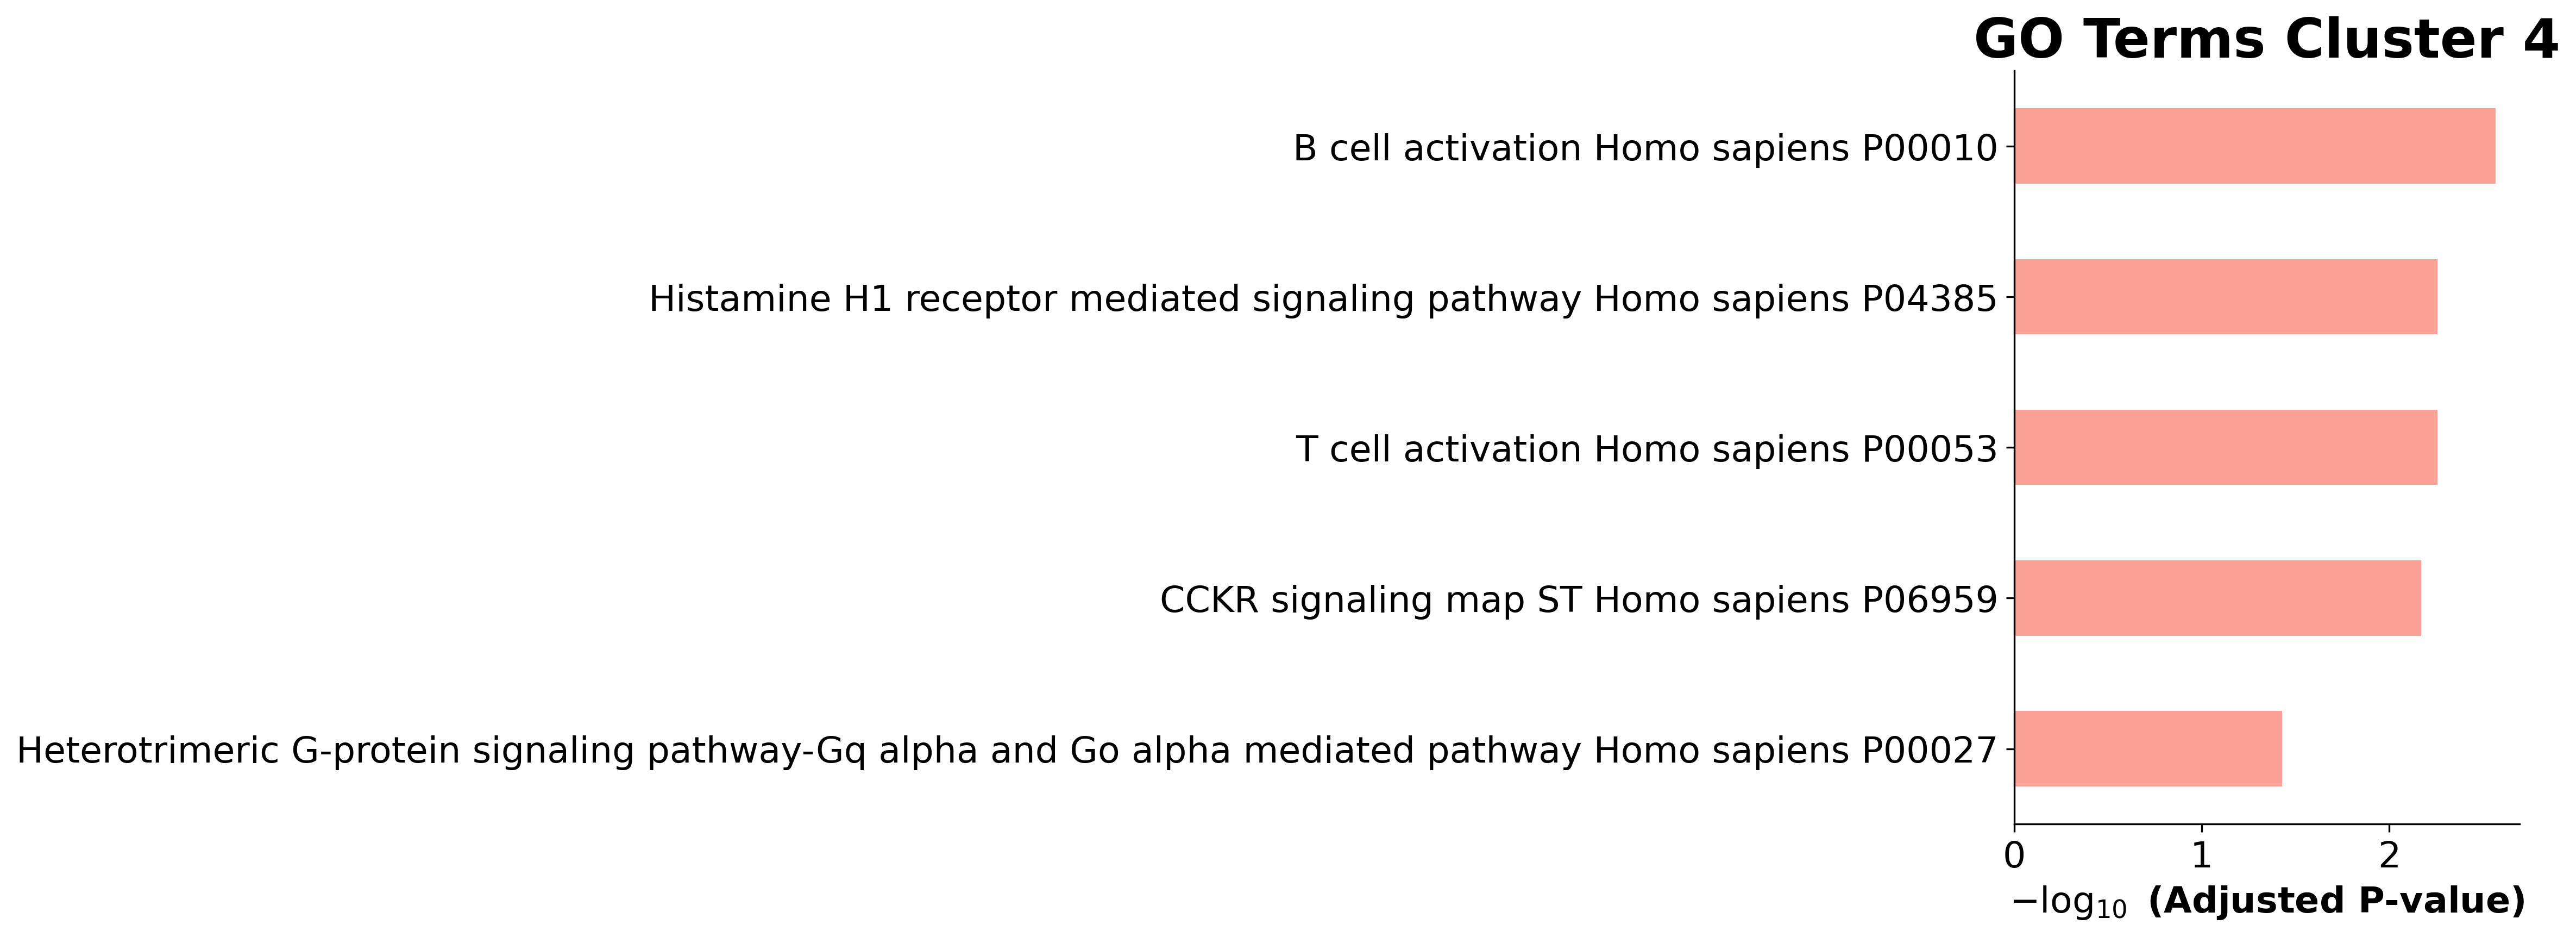 GO Terms Cluster 4
B cell activation Homo sapiens P00010
Histamine H1 receptor mediated signaling pathway Homo sapiens P04385
T cell activation Homo sapiens P00053
CCKR signaling map ST Homo sapiens P06959
Heterotrimeric G-protein signaling pathway-Gq alpha and Go alpha mediated pathway Homo sapiens P00027
0 1 2
−log₁₀ (Adjusted P-value)